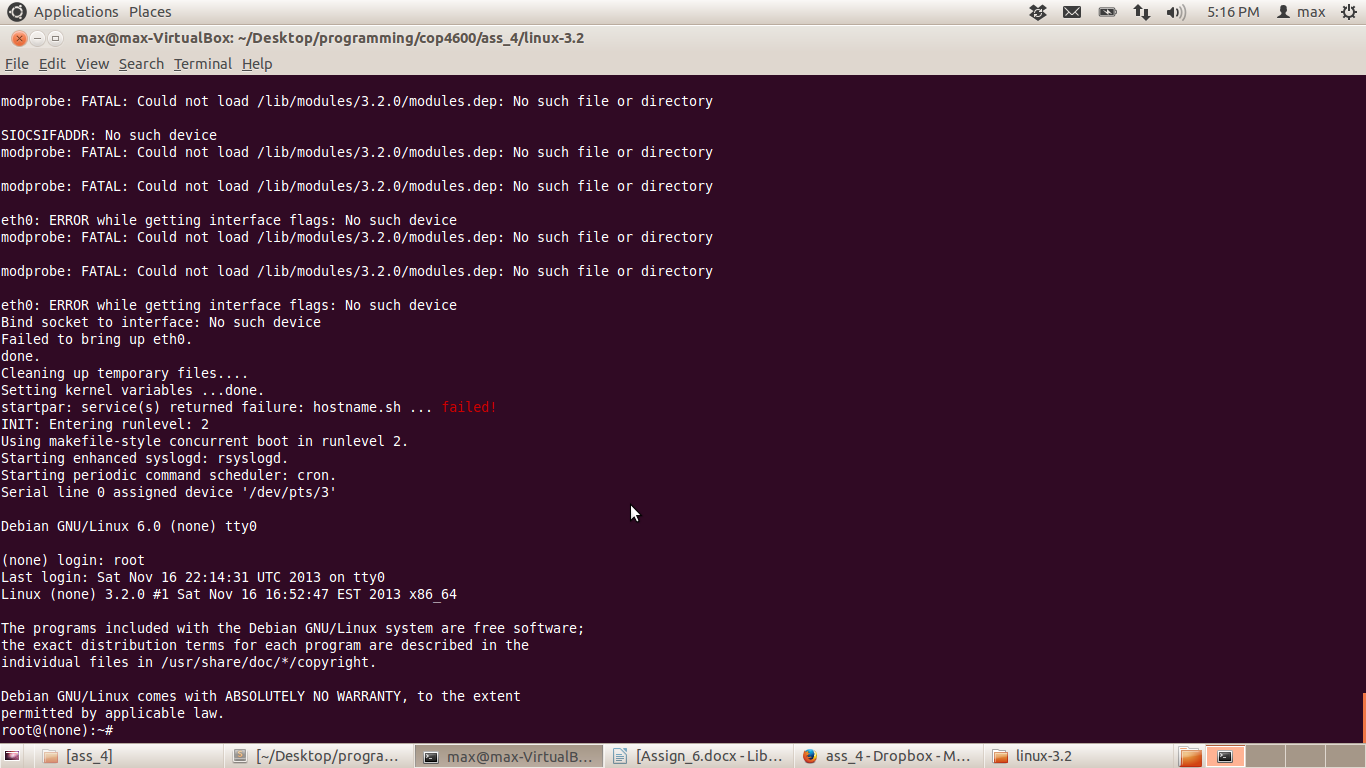 Applications Places 5:16 PM max
max@max-VirtualBox: ~/Desktop/programming/cop4600/ass_4/linux-3.2
File Edit View Search Terminal Help
modprobe: FATAL: Could not load /lib/modules/3.2.0/modules.dep: No such file or directory
SIOCSIFADDR: No such device
modprobe: FATAL: Could not load /lib/modules/3.2.0/modules.dep: No such file or directory
modprobe: FATAL: Could not load /lib/modules/3.2.0/modules.dep: No such file or directory
eth0: ERROR while getting interface flags: No such device
modprobe: FATAL: Could not load /lib/modules/3.2.0/modules.dep: No such file or directory
modprobe: FATAL: Could not load /lib/modules/3.2.0/modules.dep: No such file or directory
eth0: ERROR while getting interface flags: No such device
Bind socket to interface: No such device
Failed to bring up eth0.
done.
Cleaning up temporary files....
Setting kernel variables ...done.
startpar: service(s) returned failure: hostname.sh ... failed!
INIT: Entering runlevel: 2
Using makefile-style concurrent boot in runlevel 2.
Starting enhanced syslogd: rsyslogd.
Starting periodic command scheduler: cron.
Serial line 0 assigned device '/dev/pts/3'
Debian GNU/Linux 6.0 (none) tty0
(none) login: root
Last login: Sat Nov 16 22:14:31 UTC 2013 on tty0
Linux (none) 3.2.0 #1 Sat Nov 16 16:52:47 EST 2013 x86_64
The programs included with the Debian GNU/Linux system are free software;
the exact distribution terms for each program are described in the
individual files in /usr/share/doc/*/copyright.
Debian GNU/Linux comes with ABSOLUTELY NO WARRANTY, to the extent
permitted by applicable law.
root@(none):~#
[ass_4] [~/Desktop/progra... max@max-VirtualB... [Assign_6.docx - Lib... ass_4 - Dropbox - M... linux-3.2